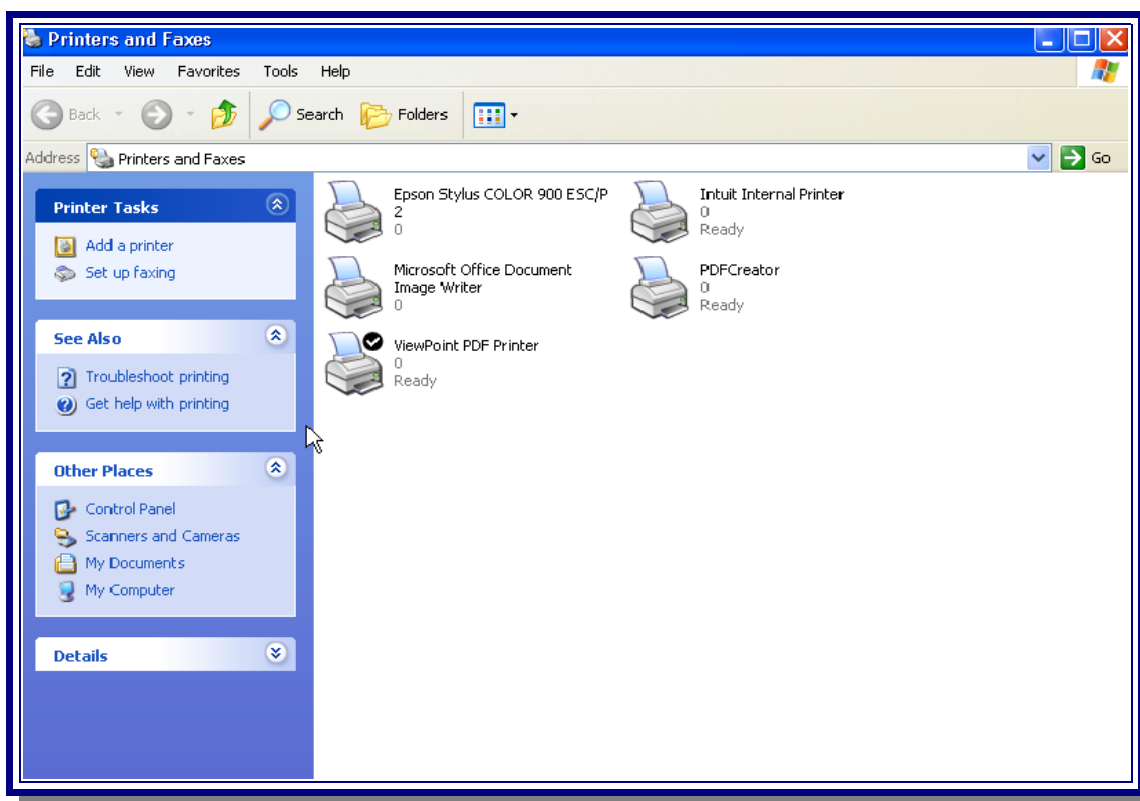 Printers and Faxes
File Edit View Favorites Tools Help
Back Search Folders
Address Printers and Faxes Go
Printer Tasks
Add a printer
Set up faxing
See Also
Troubleshoot printing
Get help with printing
Other Places
Control Panel
Scanners and Cameras
My Documents
My Computer
Details
Epson Stylus COLOR 900 ESC/P
2
0
Intuit Internal Printer
0
Ready
Microsoft Office Document
Image Writer
0
PDFCreator
0
Ready
ViewPoint PDF Printer
0
Ready